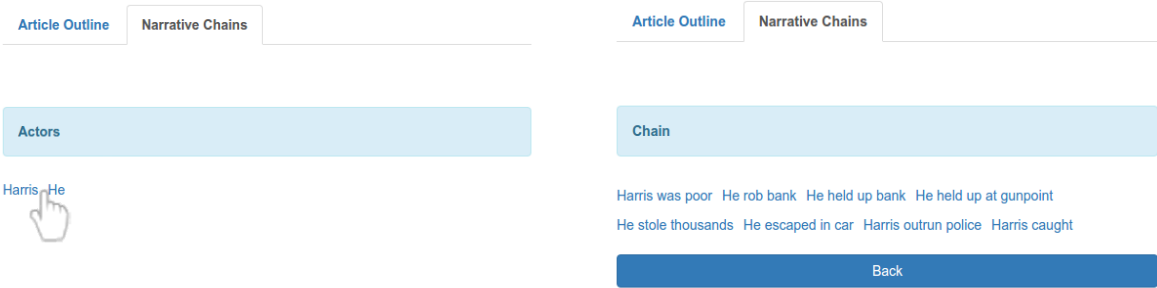 Article Outline Narrative Chains
Actors
Harris He
Article Outline Narrative Chains
Chain
Harris was poor He rob bank He held up bank He held up at gunpoint
He stole thousands He escaped in car Harris outrun police Harris caught
Back